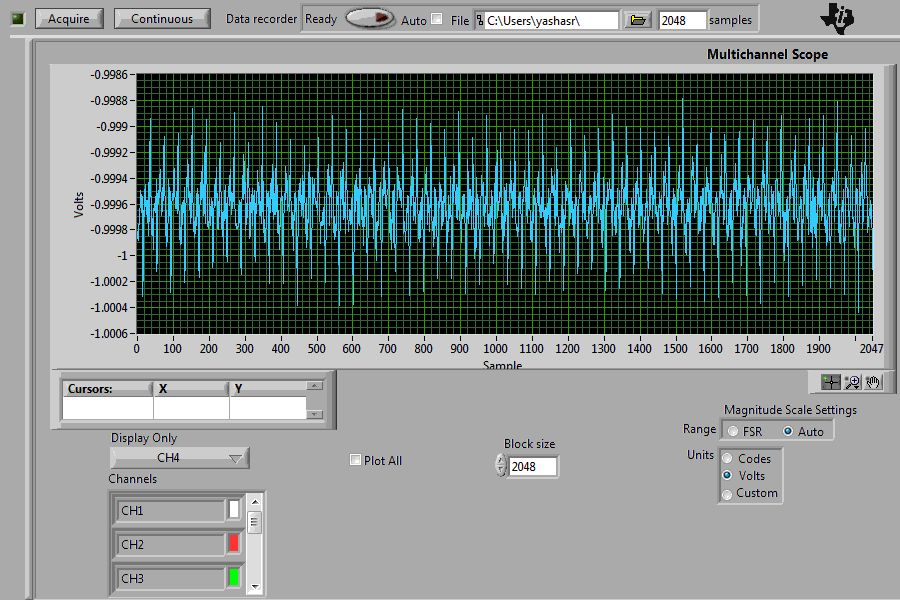 Acquire Continuous Data recorder Ready Auto File C:\Users\yashasr\ 2048 samples
Multichannel Scope
-0.9986
-0.9988
-0.999
-0.9992
-0.9994
-0.9996
-0.9998
-1
-1.0002
-1.0004
-1.0006
Volts
0 100 200 300 400 500 600 700 800 900 1000 1100 1200 1300 1400 1500 1600 1700 1800 1900 2047
Sample
Cursors: X Y
Magnitude Scale Settings
Range FSR Auto
Display Only
CH4
Block size
2048
Plot All
Units Codes
Volts
Custom
Channels
CH1
CH2
CH3